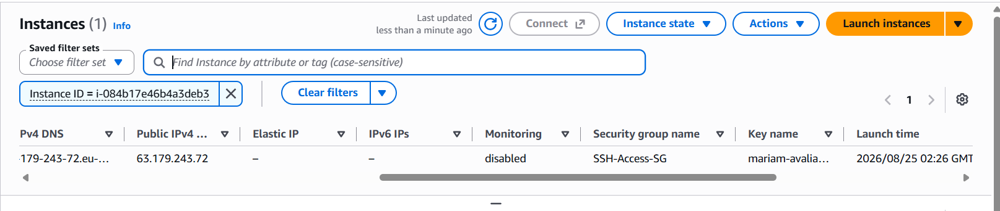 Instances (1) Info
Last updated
less than a minute ago
Connect
Instance state
Actions
Launch instances
Saved filter sets
Choose filter set
Find Instance by attribute or tag (case-sensitive)
Instance ID = i-084b17e46b4a3deb3
Clear filters
1
Pv4 DNS Public IPv4 ... Elastic IP IPv6 IPs Monitoring Security group name Key name Launch time
-179-243-72.eu-... 63.179.243.72 – – disabled SSH-Access-SG mariam-avalia... 2026/08/25 02:26 GMT